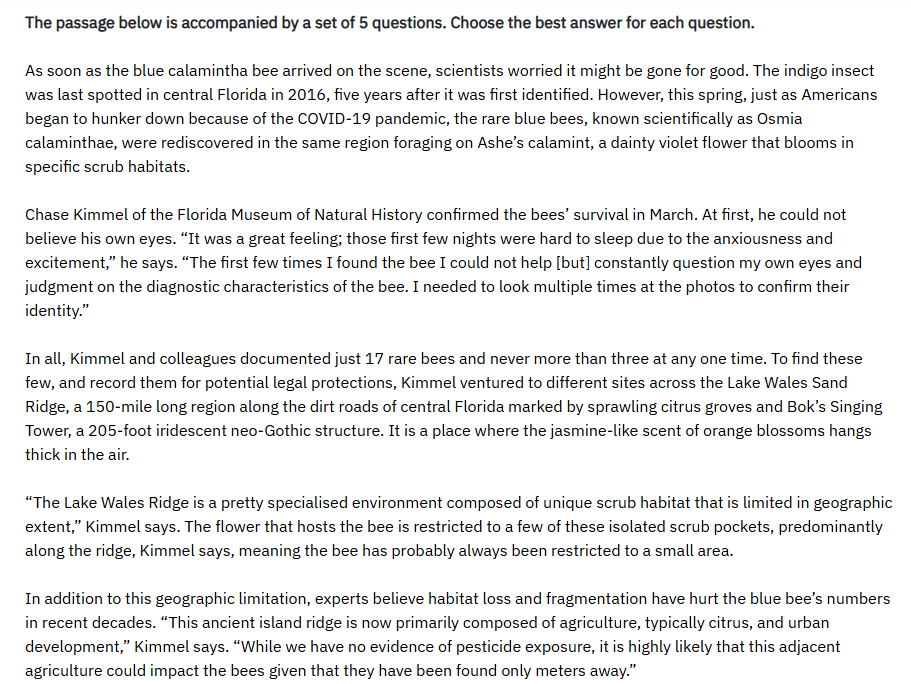 The passage below is accompanied by a set of 5 questions. Choose the best answer for each question.
As soon as the blue calamintha bee arrived on the scene, scientists worried it might be gone for good. The indigo insect
was last spotted in central Florida in 2016, five years after it was first identified. However, this spring, just as Americans
began to hunker down because of the COVID-19 pandemic, the rare blue bees, known scientifically as Osmia
calaminthae, were rediscovered in the same region foraging on Ashe’s calamint, a dainty violet flower that blooms in
specific scrub habitats.
Chase Kimmel of the Florida Museum of Natural History confirmed the bees’ survival in March. At first, he could not
believe his own eyes. “It was a great feeling; those first few nights were hard to sleep due to the anxiousness and
excitement,” he says. “The first few times I found the bee I could not help [but] constantly question my own eyes and
judgment on the diagnostic characteristics of the bee. I needed to look multiple times at the photos to confirm their
identity.”
In all, Kimmel and colleagues documented just 17 rare bees and never more than three at any one time. To find these
few, and record them for potential legal protections, Kimmel ventured to different sites across the Lake Wales Sand
Ridge, a 150-mile long region along the dirt roads of central Florida marked by sprawling citrus groves and Bok’s Singing
Tower, a 205-foot iridescent neo-Gothic structure. It is a place where the jasmine-like scent of orange blossoms hangs
thick in the air.
“The Lake Wales Ridge is a pretty specialised environment composed of unique scrub habitat that is limited in geographic
extent,” Kimmel says. The flower that hosts the bee is restricted to a few of these isolated scrub pockets, predominantly
along the ridge, Kimmel says, meaning the bee has probably always been restricted to a small area.
In addition to this geographic limitation, experts believe habitat loss and fragmentation have hurt the blue bee’s numbers
in recent decades. “This ancient island ridge is now primarily composed of agriculture, typically citrus, and urban
development,” Kimmel says. “While we have no evidence of pesticide exposure, it is highly likely that this adjacent
agriculture could impact the bees given that they have been found only meters away.”